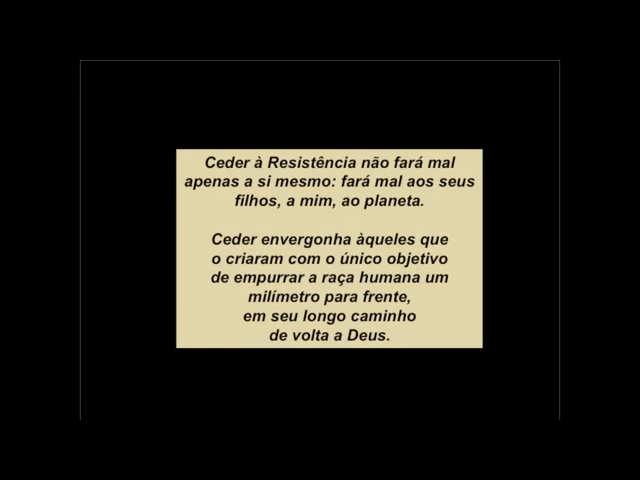 Ceder à Resistência não fará mal
apenas a si mesmo: fará mal aos seus
filhos, a mim, ao planeta.
Ceder envergonha àqueles que
o criaram com o único objetivo
de empurrar a raça humana um
milímetro para frente,
em seu longo caminho
de volta a Deus.